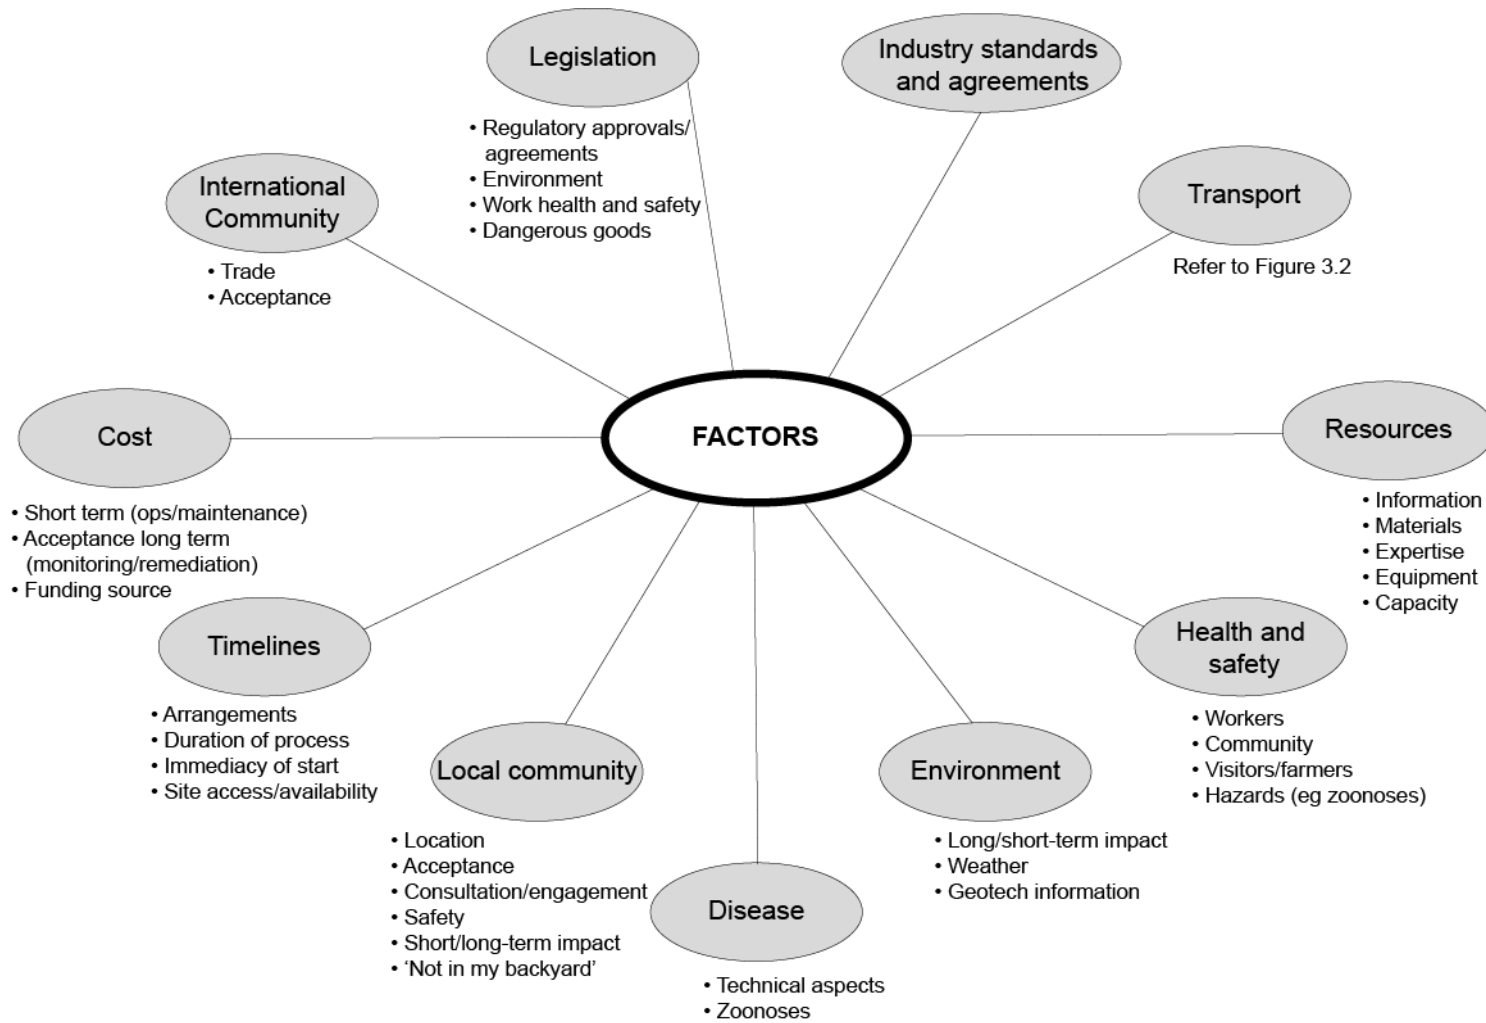 Legislation
• Regulatory approvals/
agreements
• Environment
• Work health and safety
• Dangerous goods
Industry standards
and agreements
International
Community
• Trade
• Acceptance
Transport
Refer to Figure 3.2
FACTORS
Cost
• Short term (ops/maintenance)
• Acceptance long term
(monitoring/remediation)
• Funding source
Resources
• Information
• Materials
• Expertise
• Equipment
• Capacity
Timelines
• Arrangements
• Duration of process
• Immediacy of start
• Site access/availability
Health and
safety
• Workers
• Community
• Visitors/farmers
• Hazards (eg zoonoses)
Local community
• Location
• Acceptance
• Consultation/engagement
• Safety
• Short/long-term impact
• ‘Not in my backyard’
Environment
• Long/short-term impact
• Weather
• Geotech information
Disease
• Technical aspects
• Zoonoses